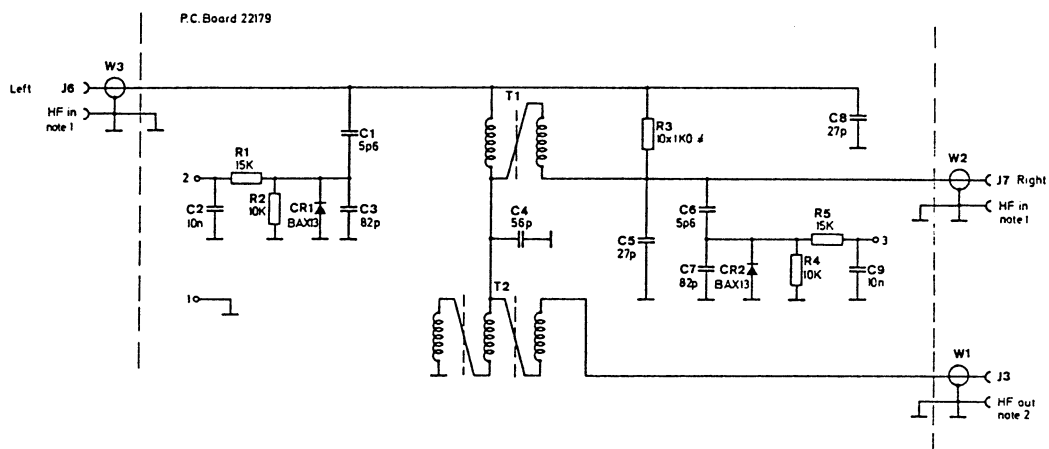 P.C. Board 22179
W3
Left J6
HF in
note 1
T1
C1
5p6
R3
10x1K0 ⌀
C8
27p
W2
J7 Right
HF in
note 1
R1
15K
2
R2
10K
C2
10n
CR1
BAX13
C3
82p
C4
56p
C5
27p
C6
5p6
R5
15K
3
C7
82p
CR2
BAX13
R4
10K
C9
10n
1
T2
W1
J3
HF out
note 2